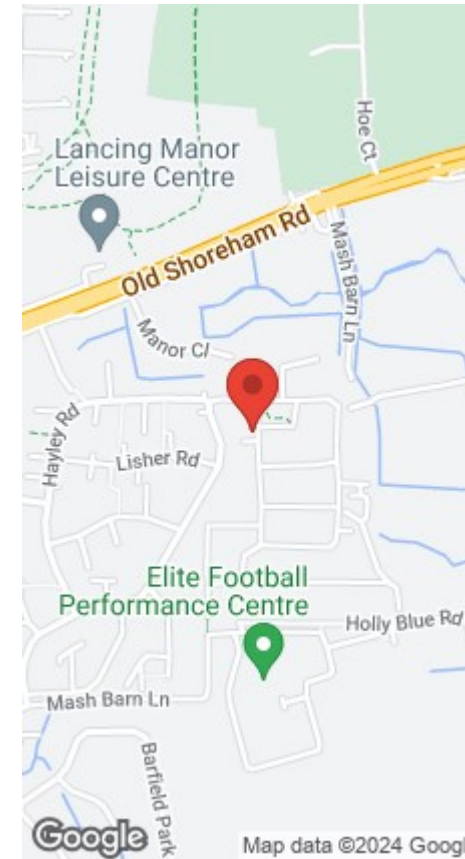 Hoe Ct
Lancing Manor
Leisure Centre
Old Shoreham Rd
Mash Barn Ln
Manor Cl
Hayley Rd
Lisher Rd
Elite Football
Performance Centre
Holly Blue Rd
Mash Barn Ln
Barfield Park
Google
Map data ©2024 Googl